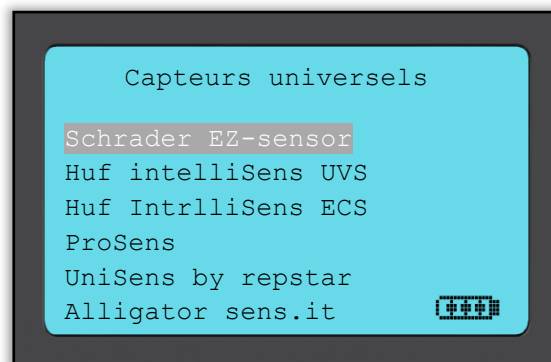 Capteurs universels
Schrader EZ-sensor
Huf intelliSens UVS
Huf IntrlliSens ECS
ProSens
UniSens by repstar
Alligator sens.it